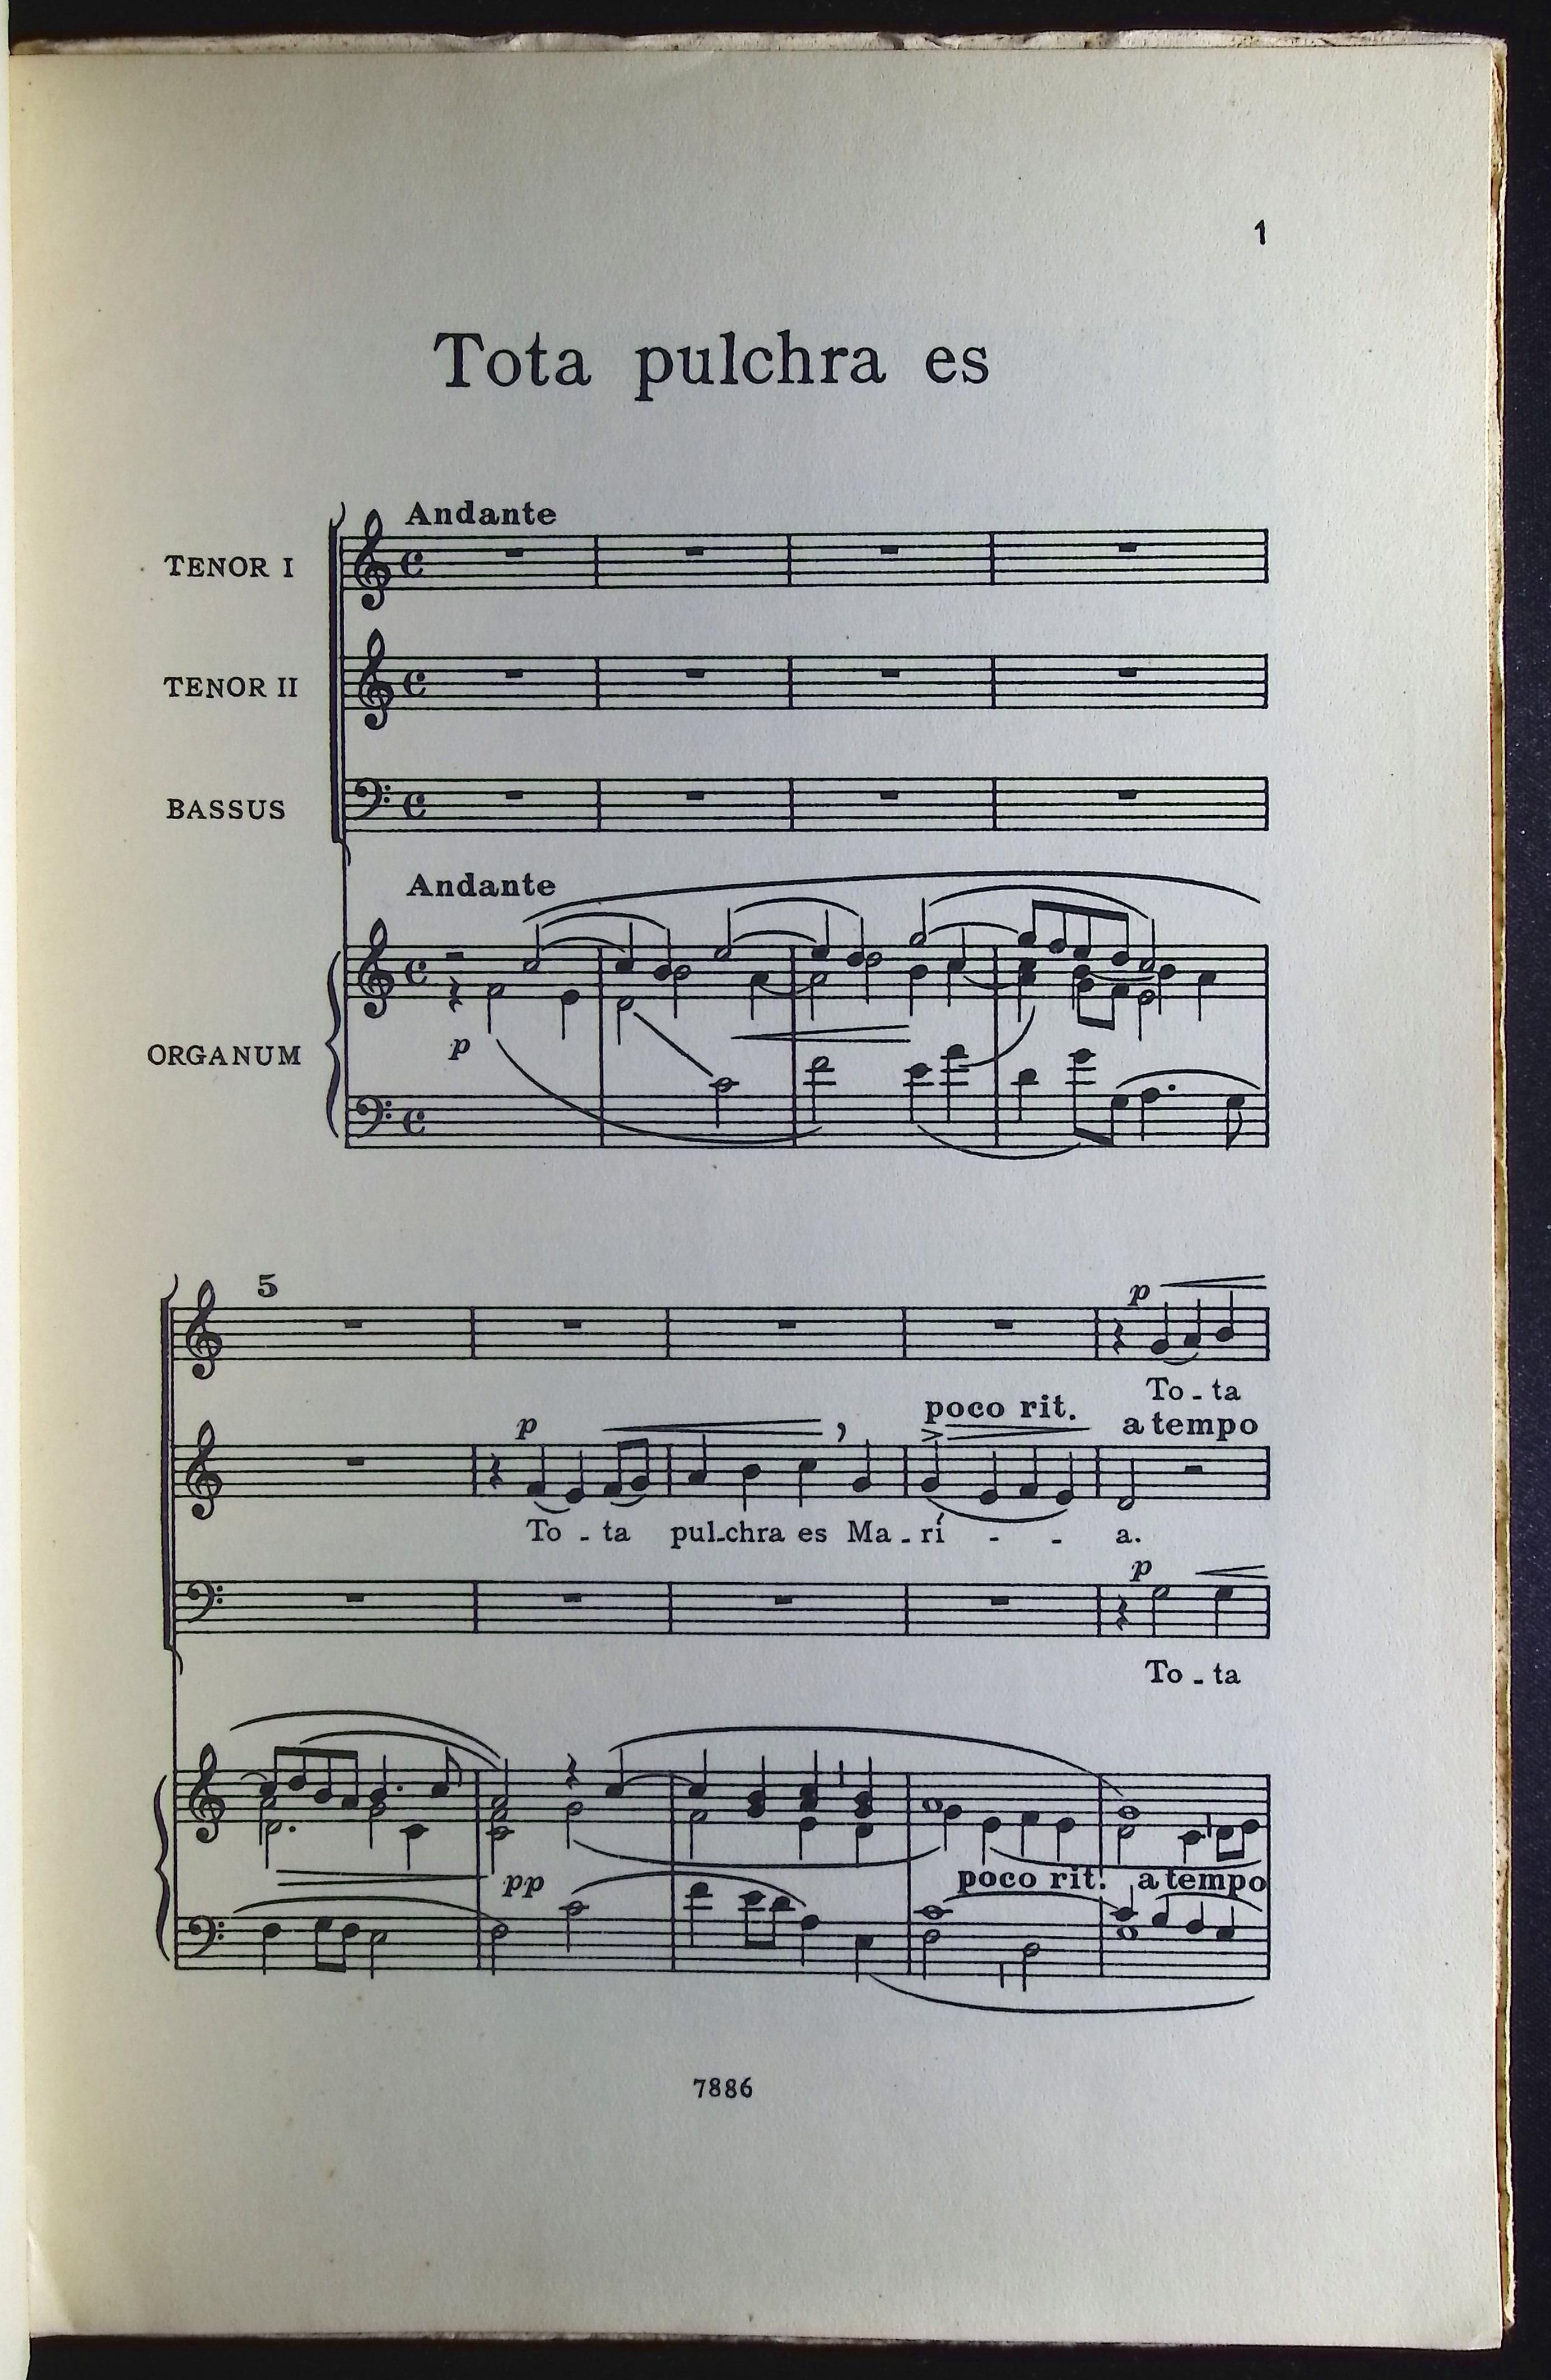 1
Tota pulchra es
Andante
TENOR I
TENOR II
BASSUS
Andante
ORGANUM
p
5
p
To - ta
poco rit.
a tempo
p
To - ta pul-chra es Ma - rí - - a.
p
To - ta
pp
poco rit.
a tempo
7886